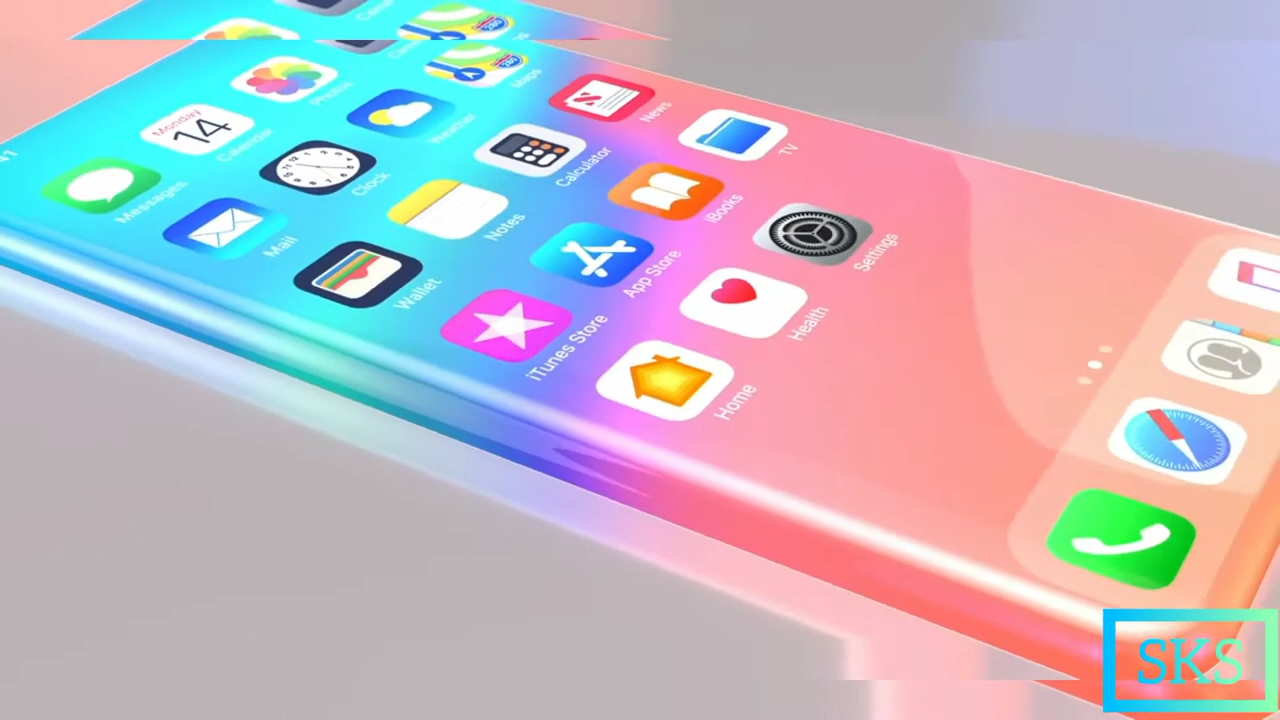 Photos
Maps
Monday
14
Calendar
Weather
News
Messages
Clock
Calculator
TV
Mail
Notes
iBooks
Wallet
App Store
Settings
iTunes Store
Health
Home
SKS